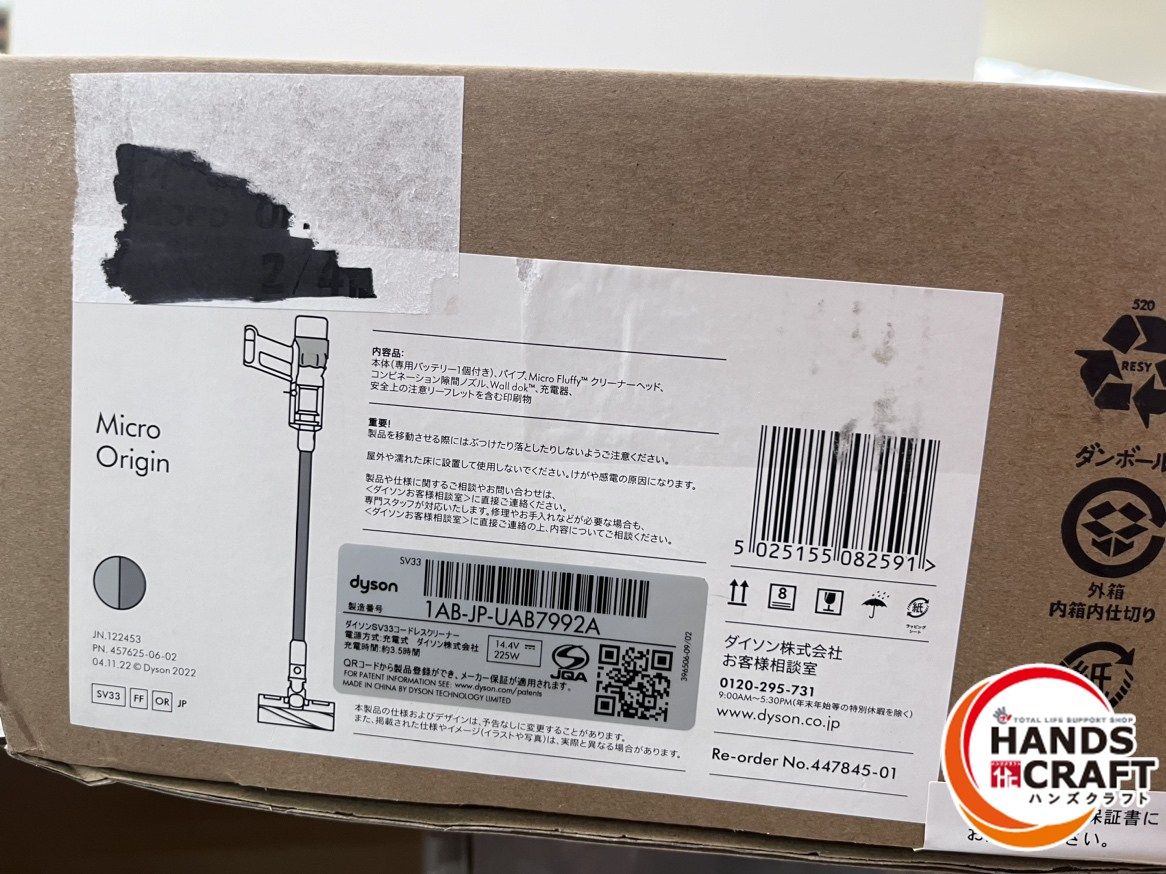 2/4
Micro
Origin
JN.122453
PN. 457625-06-02
04.11.22 © Dyson 2022
SV33 FF OR JP
内容品:
本体(専用バッテリー1個付き)、パイプ、Micro Fluffy™ クリーナーヘッド、
コンビネーション隙間ノズル、Wall dok™、充電器、
安全上の注意リーフレットを含む印刷物
重要!
製品を移動させる際にはぶつけたり落としたりしないようご注意ください。
屋外や濡れた床に設置して使用しないでください。けがや感電の原因になります。
製品や仕様に関するご相談やお問い合わせは、
<ダイソンお客様相談室>に直接ご連絡ください。
専門スタッフが対応いたします。修理やお手入れなどが必要な場合も、
<ダイソンお客様相談室>に直接ご連絡の上、内容についてご相談ください。
SV33
dyson
製造番号
1AB-JP-UAB7992A
ダイソンSV33コードレスクリーナー
電源方式:充電式 ダイソン株式会社
充電時間:約3.5時間
14.4V
225W
JQA
QRコードから製品登録ができ、メーカー保証が適用されます。
FOR PATENT INFORMATION SEE: www.dyson.com/patents
MADE IN CHINA BY DYSON TECHNOLOGY LIMITED
396506-09/02
本製品の仕様およびデザインは、予告なしに変更することがあります。
また、掲載された仕様やイメージ(イラストや写真)は、実際と異なる場合があります。
5 025155 082591 >
8
紙
ダイソン株式会社
お客様相談室
0120-295-731
9:00AM~5:30PM(年末年始等の特別休暇を除く)
www.dyson.co.jp
Re-order No.447845-01
520
RESY
ダンボール
外箱
内箱内仕切り
紙
TOTAL LIFE SUPPORT SHOP
HANDS
CRAFT
ハンズクラフト
保証書に
さい。